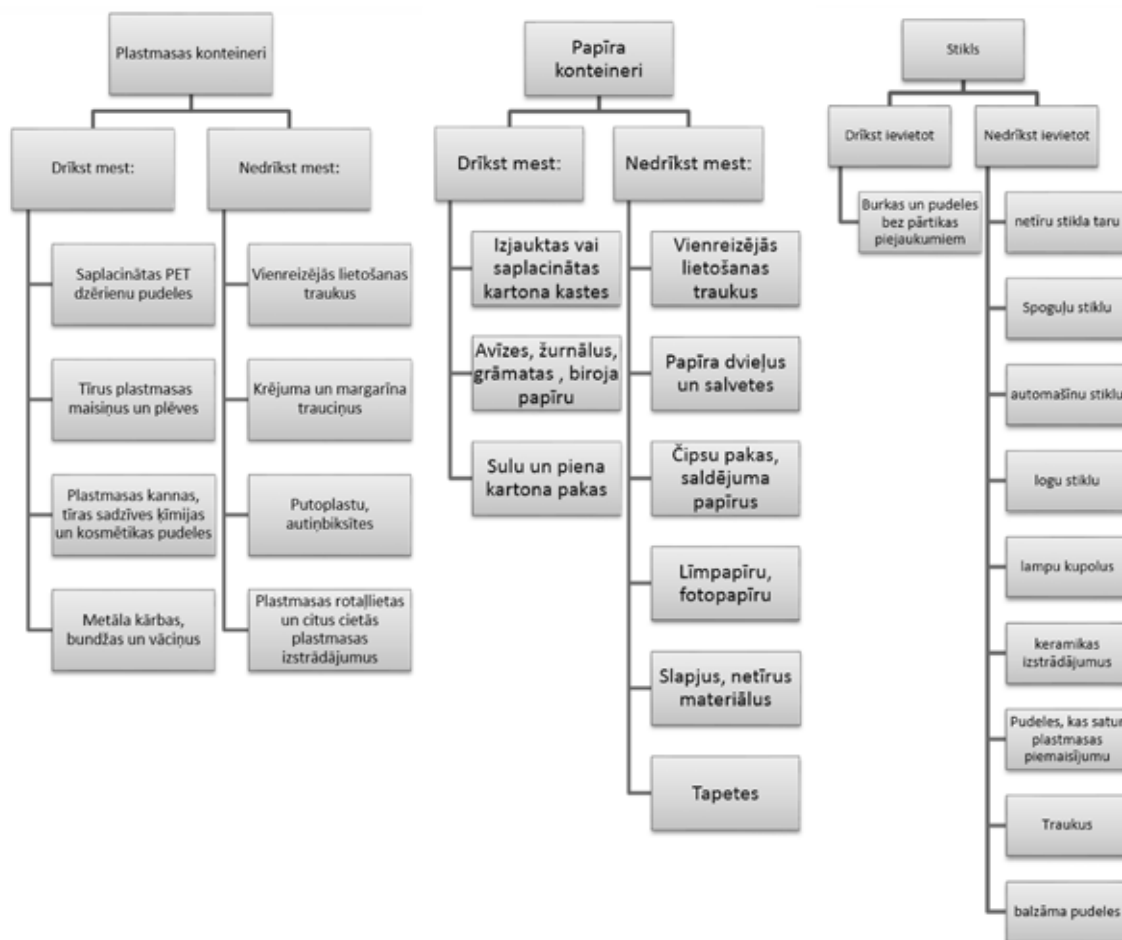 Plastmasas konteineri
Drīkst mest:
Saplacinātas PET
dzērienu pudeles
Tīrus plastmasas
maisiņus un plēves
Plastmasas kannas,
tīras sadzīves ķīmijas
un kosmētikas pudeles
Metāla kārbas,
bundžas un vāciņus
Nedrīkst mest:
Vienreizējās lietošanas
traukus
Krējuma un margarīna
trauciņus
Putoplastu,
autiņbiksītes
Plastmasas rotaļlietas
un citus cietās
plastmasas
izstrādājumus
Papīra
konteineri
Drīkst mest:
Izjauktas vai
saplacinātas
kartona kastes
Avīzes, žurnālus,
grāmatas , biroja
papīru
Sulu un piena
kartona pakas
Nedrīkst mest:
Vienreizējās
lietošanas
traukus
Papīra dvieļus
un salvetes
Čipsu pakas,
saldējuma
papīrus
Līmpapīru,
fotopapīru
Slapjus, netīrus
materiālus
Tapetes
Stikls
Drīkst ievietot
Burkas un pudeles
bez pārtikas
piejaukumiem
Nedrīkst ievietot
netīru stikla taru
Spoguļu stiklu
automašīnu stiklu
logu stiklu
lampu kupolus
keramikas
izstrādājumus
Pudeles, kas satur
plastmasas
piemaisījumu
Traukus
balzāma pudeles